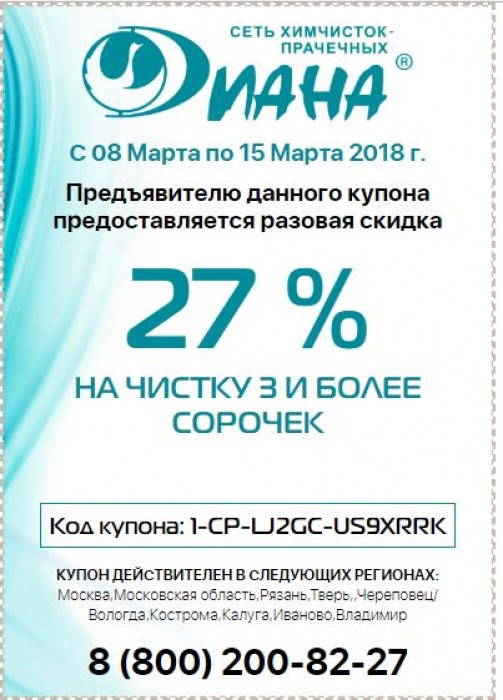 СЕТЬ ХИМЧИСТОК-
ПРАЧЕЧНЫХ
ДИАНА®
С 08 Марта по 15 Марта 2018 г.
Предъявителю данного купона
предоставляется разовая скидка
27 %
НА ЧИСТКУ 3 И БОЛЕЕ
СОРОЧЕК
Код купона: 1-CP-LJ2GC-US9XRRK
КУПОН ДЕЙСТВИТЕЛЕН В СЛЕДУЮЩИХ РЕГИОНАХ:
Москва,Московская область,Рязань,Тверь,,Череповец/
Вологда,Кострома,Калуга,Иваново,Владимир
8 (800) 200-82-27